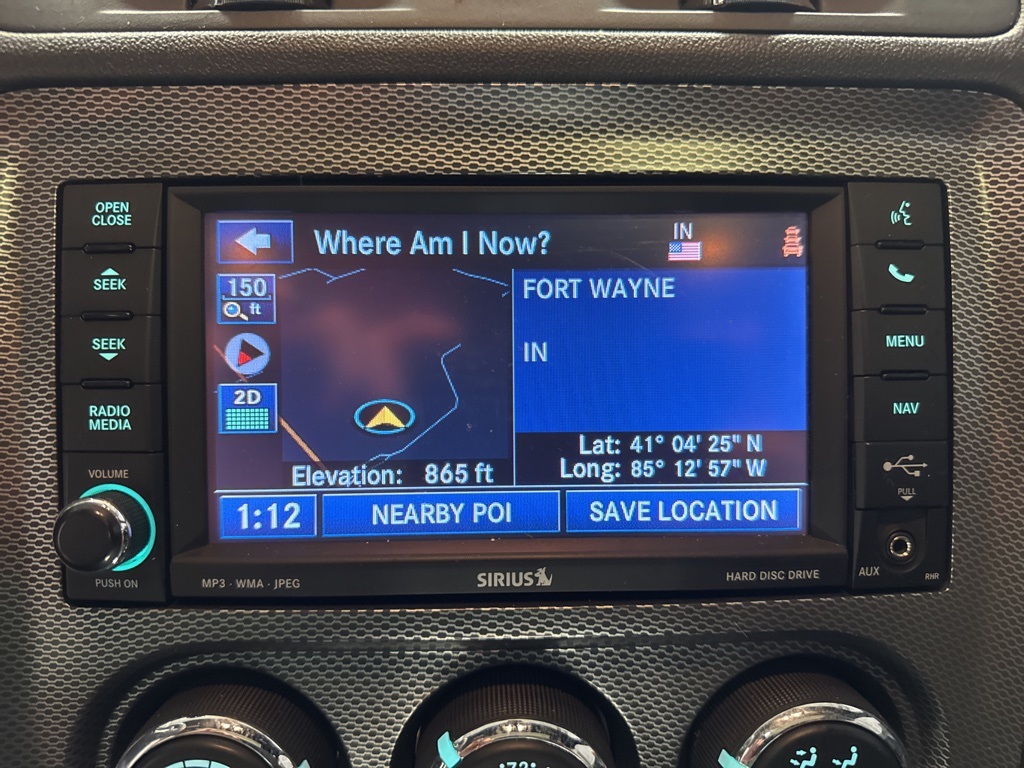 OPEN
CLOSE
SEEK
SEEK
RADIO
MEDIA
VOLUME
PUSH ON
Where Am I Now?
IN
150
ft
2D
FORT WAYNE
IN
Lat: 41° 04' 25" N
Long: 85° 12' 57" W
Elevation: 865 ft
1:12
NEARBY POI
SAVE LOCATION
MP3 · WMA · JPEG
SIRIUS
HARD DISC DRIVE
MENU
NAV
PULL
AUX
RHR
72